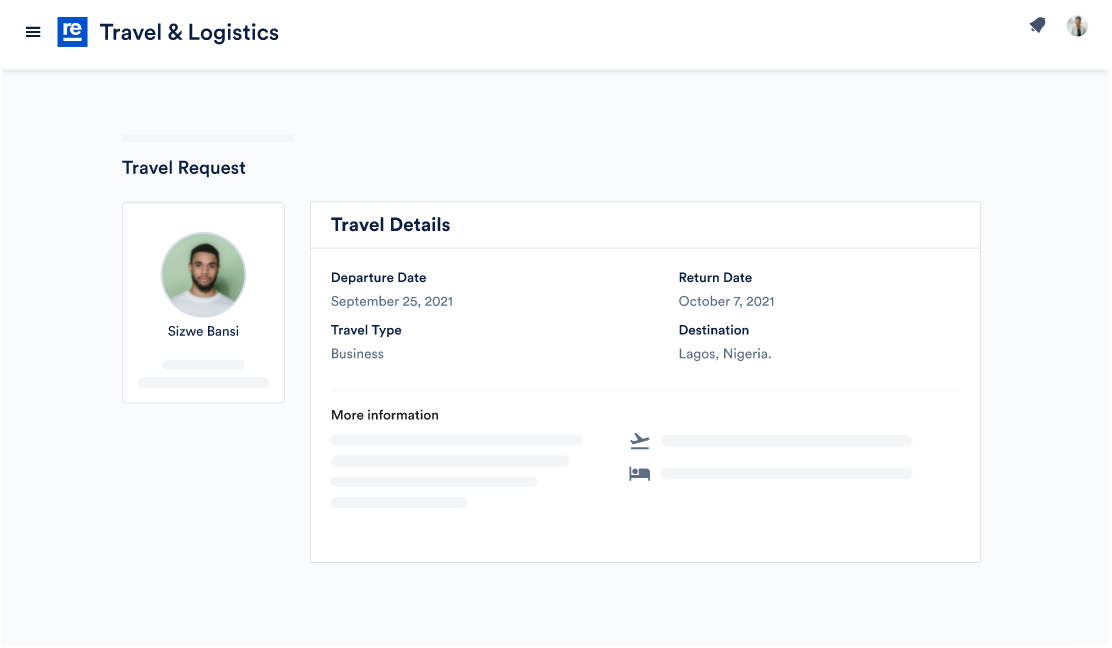 re
Travel & Logistics
Travel Request
Sizwe Bansi
Travel Details
Departure Date
September 25, 2021
Return Date
October 7, 2021
Travel Type
Business
Destination
Lagos, Nigeria.
More information